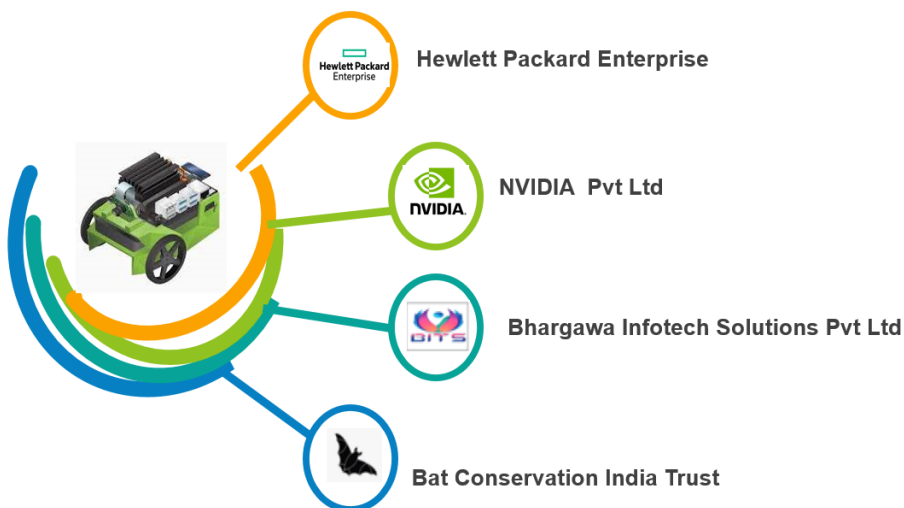 Hewlett Packard
Enterprise
Hewlett Packard Enterprise
NVIDIA.
NVIDIA Pvt Ltd
BITS
Bhargawa Infotech Solutions Pvt Ltd
Bat Conservation India Trust